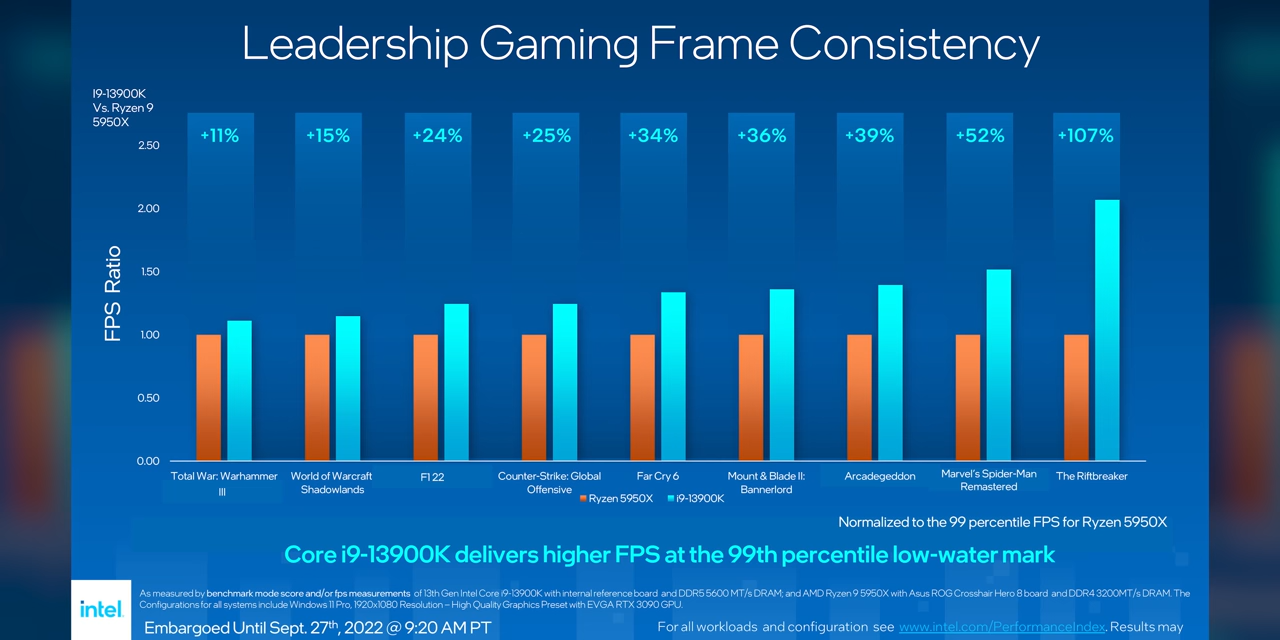 Leadership Gaming Frame Consistency
I9-13900K
Vs. Ryzen 9
5950X
+11% +15% +24% +25% +34% +36% +39% +52% +107%
2.50
2.00
1.50
1.00
0.50
0.00
FPS Ratio
Total War: Warhammer
III
World of Warcraft
Shadowlands
F1 22
Counter-Strike: Global
Offensive
Far Cry 6
Mount & Blade II:
Bannerlord
Arcadegeddon
Marvel's Spider-Man
Remastered
The Riftbreaker
Ryzen 5950X i9-13900K
Normalized to the 99 percentile FPS for Ryzen 5950X
Core i9-13900K delivers higher FPS at the 99th percentile low-water mark
intel.
As measured by benchmark mode score and/or fps measurements of 13th Gen Intel Core i9-13900K with internal reference board and DDR5 5600 MT/s DRAM; and AMD Ryzen 9 5950X with Asus ROG Crosshair Hero 8 board and DDR4 3200MT/s DRAM. The
Configurations for all systems include Windows 11 Pro, 1920x1080 Resolution – High Quality Graphics Preset with EVGA RTX 3090 GPU.
Embargoed Until Sept. 27th, 2022 @ 9:20 AM PT
For all workloads and configuration see www.intel.com/PerformanceIndex. Results may